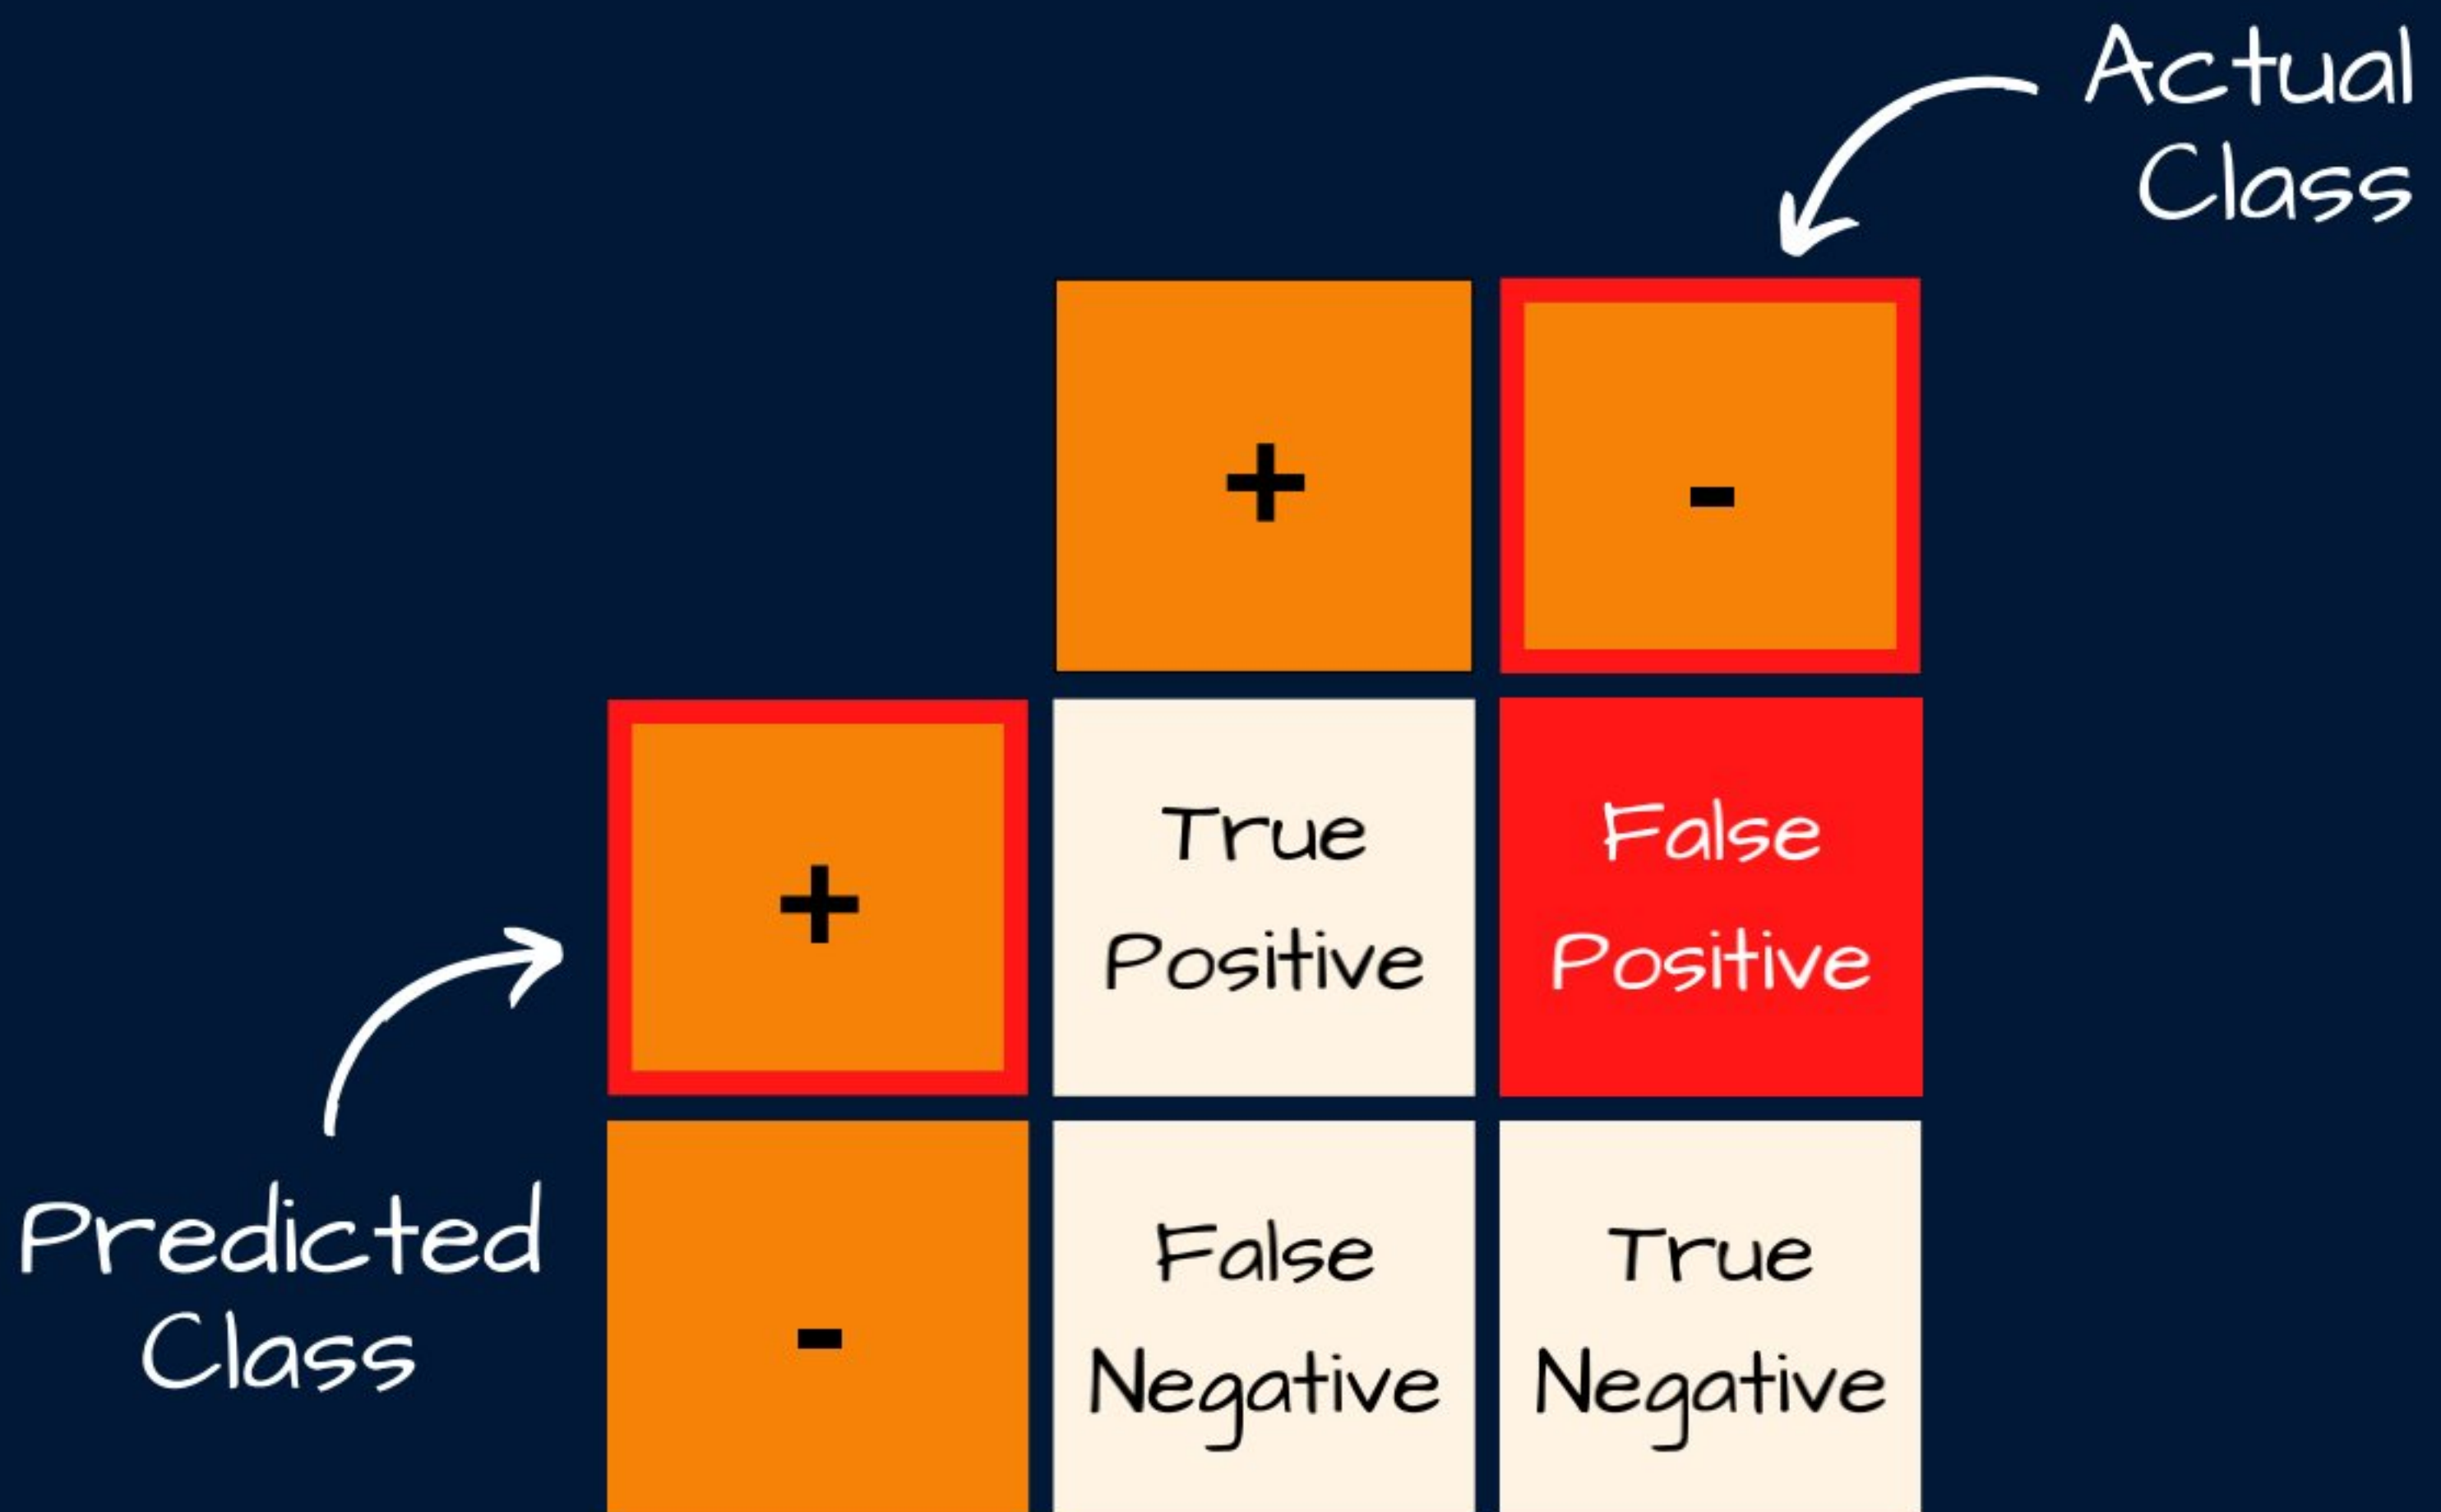 Actual
Class
+ -
+
True
Positive
False
Positive
Predicted
Class
-
False
Negative
True
Negative